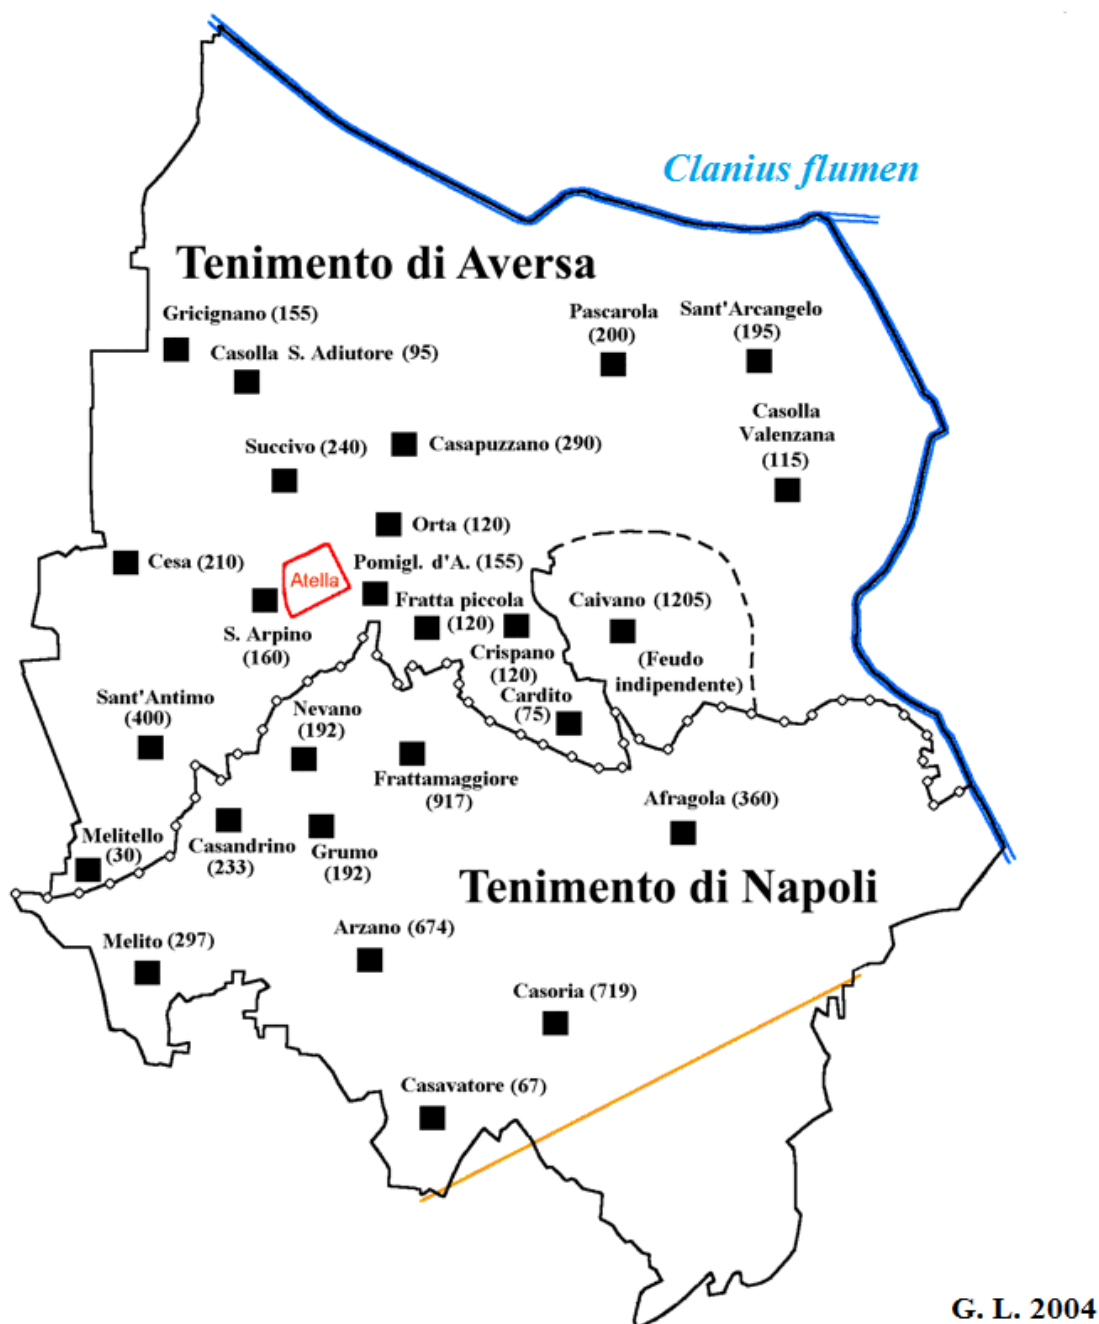 Clanius flumen
Tenimento di Aversa
Gricignano (155)
Casolla S. Adiutore (95)
Pascarola
(200)
Sant'Arcangelo
(195)
Casolla
Valenzana
(115)
Succivo (240)
Casapuzzano (290)
Orta (120)
Cesa (210)
Atella
Pomigl. d'A. (155)
Fratta piccola
(120)
Caivano (1205)
S. Arpino
(160)
Crispano
(120)
(Feudo
indipendente)
Cardito
(75)
Sant'Antimo
(400)
Nevano
(192)
Frattamaggiore
(917)
Afragola (360)
Melitello
(30)
Casandrino
(233)
Grumo
(192)
Tenimento di Napoli
Arzano (674)
Melito (297)
Casoria (719)
Casavatore (67)
G. L. 2004